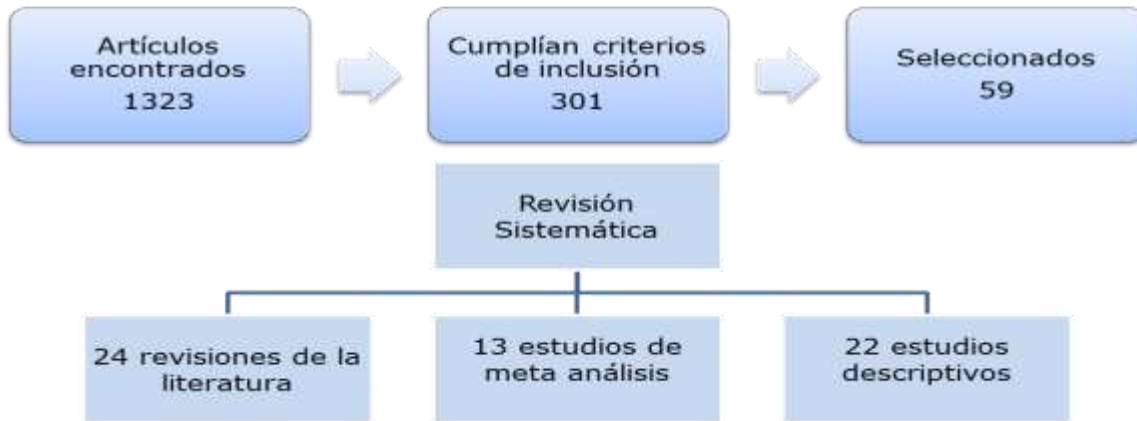 Artículos
encontrados
1323
Cumplían criterios
de inclusión
301
Seleccionados
59
Revisión
Sistemática
24 revisiones de la
literatura
13 estudios de
meta análisis
22 estudios
descriptivos